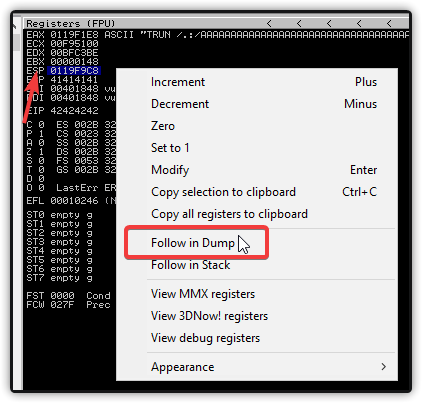 Registers (FPU) < < < <
EAX 0119F1E8 ASCII "TRUN /.:/AAAAAAAAAAAAAAAAAAAAAAAAA
ECX 00F95100
EDX 00BFC3BE
EBX 00000148
ESP 0119F9C8
41414141
00401848 vu
00401848 vu
EIP 42424242
C 0 ES 002B 32
P 1 CS 0023 32
A 0 SS 002B 32
Z 1 DS 002B 32
S 0 FS 0053 32
T 0 GS 002B 32
D 0
O 0 LastErr ER
EFL 00010246 (N
ST0 empty g
ST1 empty g
ST2 empty g
ST3 empty g
ST4 empty g
ST5 empty g
ST6 empty g
ST7 empty g
FST 0000 Cond
FCW 027F Prec
Increment Plus
Decrement Minus
Zero
Set to 1
Modify Enter
Copy selection to clipboard Ctrl+C
Copy all registers to clipboard
Follow in Dump
Follow in Stack
View MMX registers
View 3DNow! registers
View debug registers
Appearance